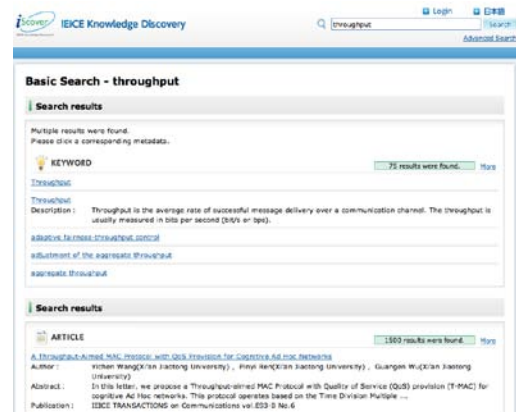 Login 日本語
iScover IEICE Knowledge Discovery throughput Search
Advanced Search
Basic Search - throughput
Search results
Multiple results were found.
Please click a corresponding metadata.
KEYWORD 75 results were found. More
Throughput
Throughput
Description : Throughput is the average rate of successful message delivery over a communication channel. The throughput is
usually measured in bits per second (bit/s or bps).
adaptive fairness-throughput control
adjustment of the aggregate throughput
aggregate throughput
Search results
ARTICLE 1500 results were found. More
A Throughput-Aimed MAC Protocol with QoS Provision for Cognitive Ad Hoc Networks
Author : Yichen Wang(Xi'an Jiaotong University) , Pinyi Ren(Xi'an Jiaotong University) , Guangen Wu(Xi'an Jiaotong
University)
Abstract : In this letter, we propose a Throughput-aimed MAC Protocol with Quality of Service (QoS) provision (T-MAC) for
cognitive Ad Hoc networks. This protocol operates based on the Time Division Multiple ...
Publication : IEICE TRANSACTIONS on Communications vol.E93-B No.6